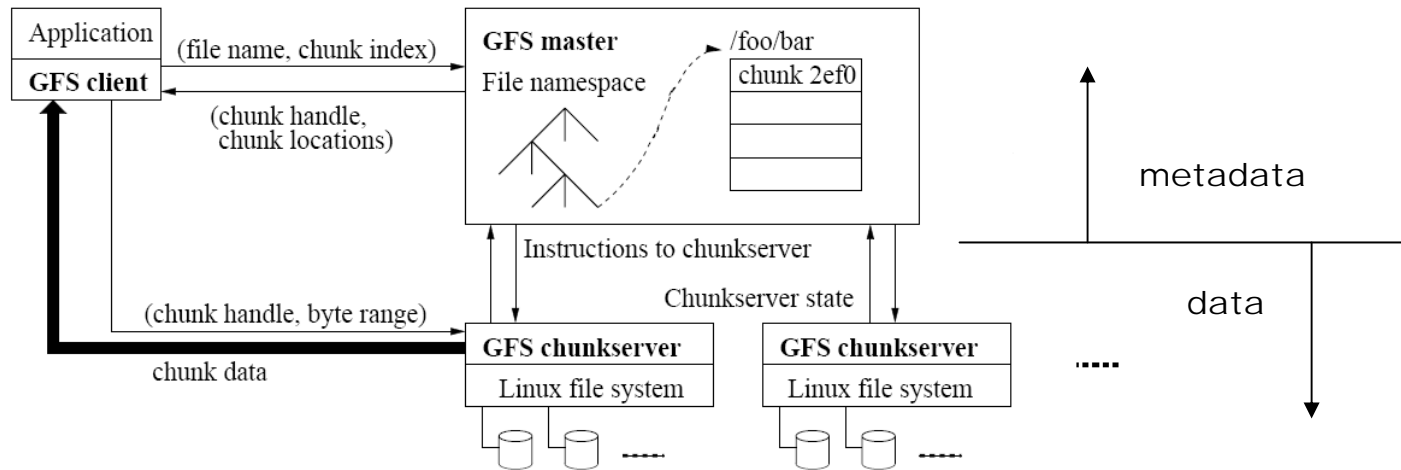 Application
GFS client
(file name, chunk index)
(chunk handle,
chunk locations)
GFS master
File namespace
/foo/bar
chunk 2ef0
metadata
data
Instructions to chunkserver
Chunkserver state
(chunk handle, byte range)
chunk data
GFS chunkserver
Linux file system
GFS chunkserver
Linux file system